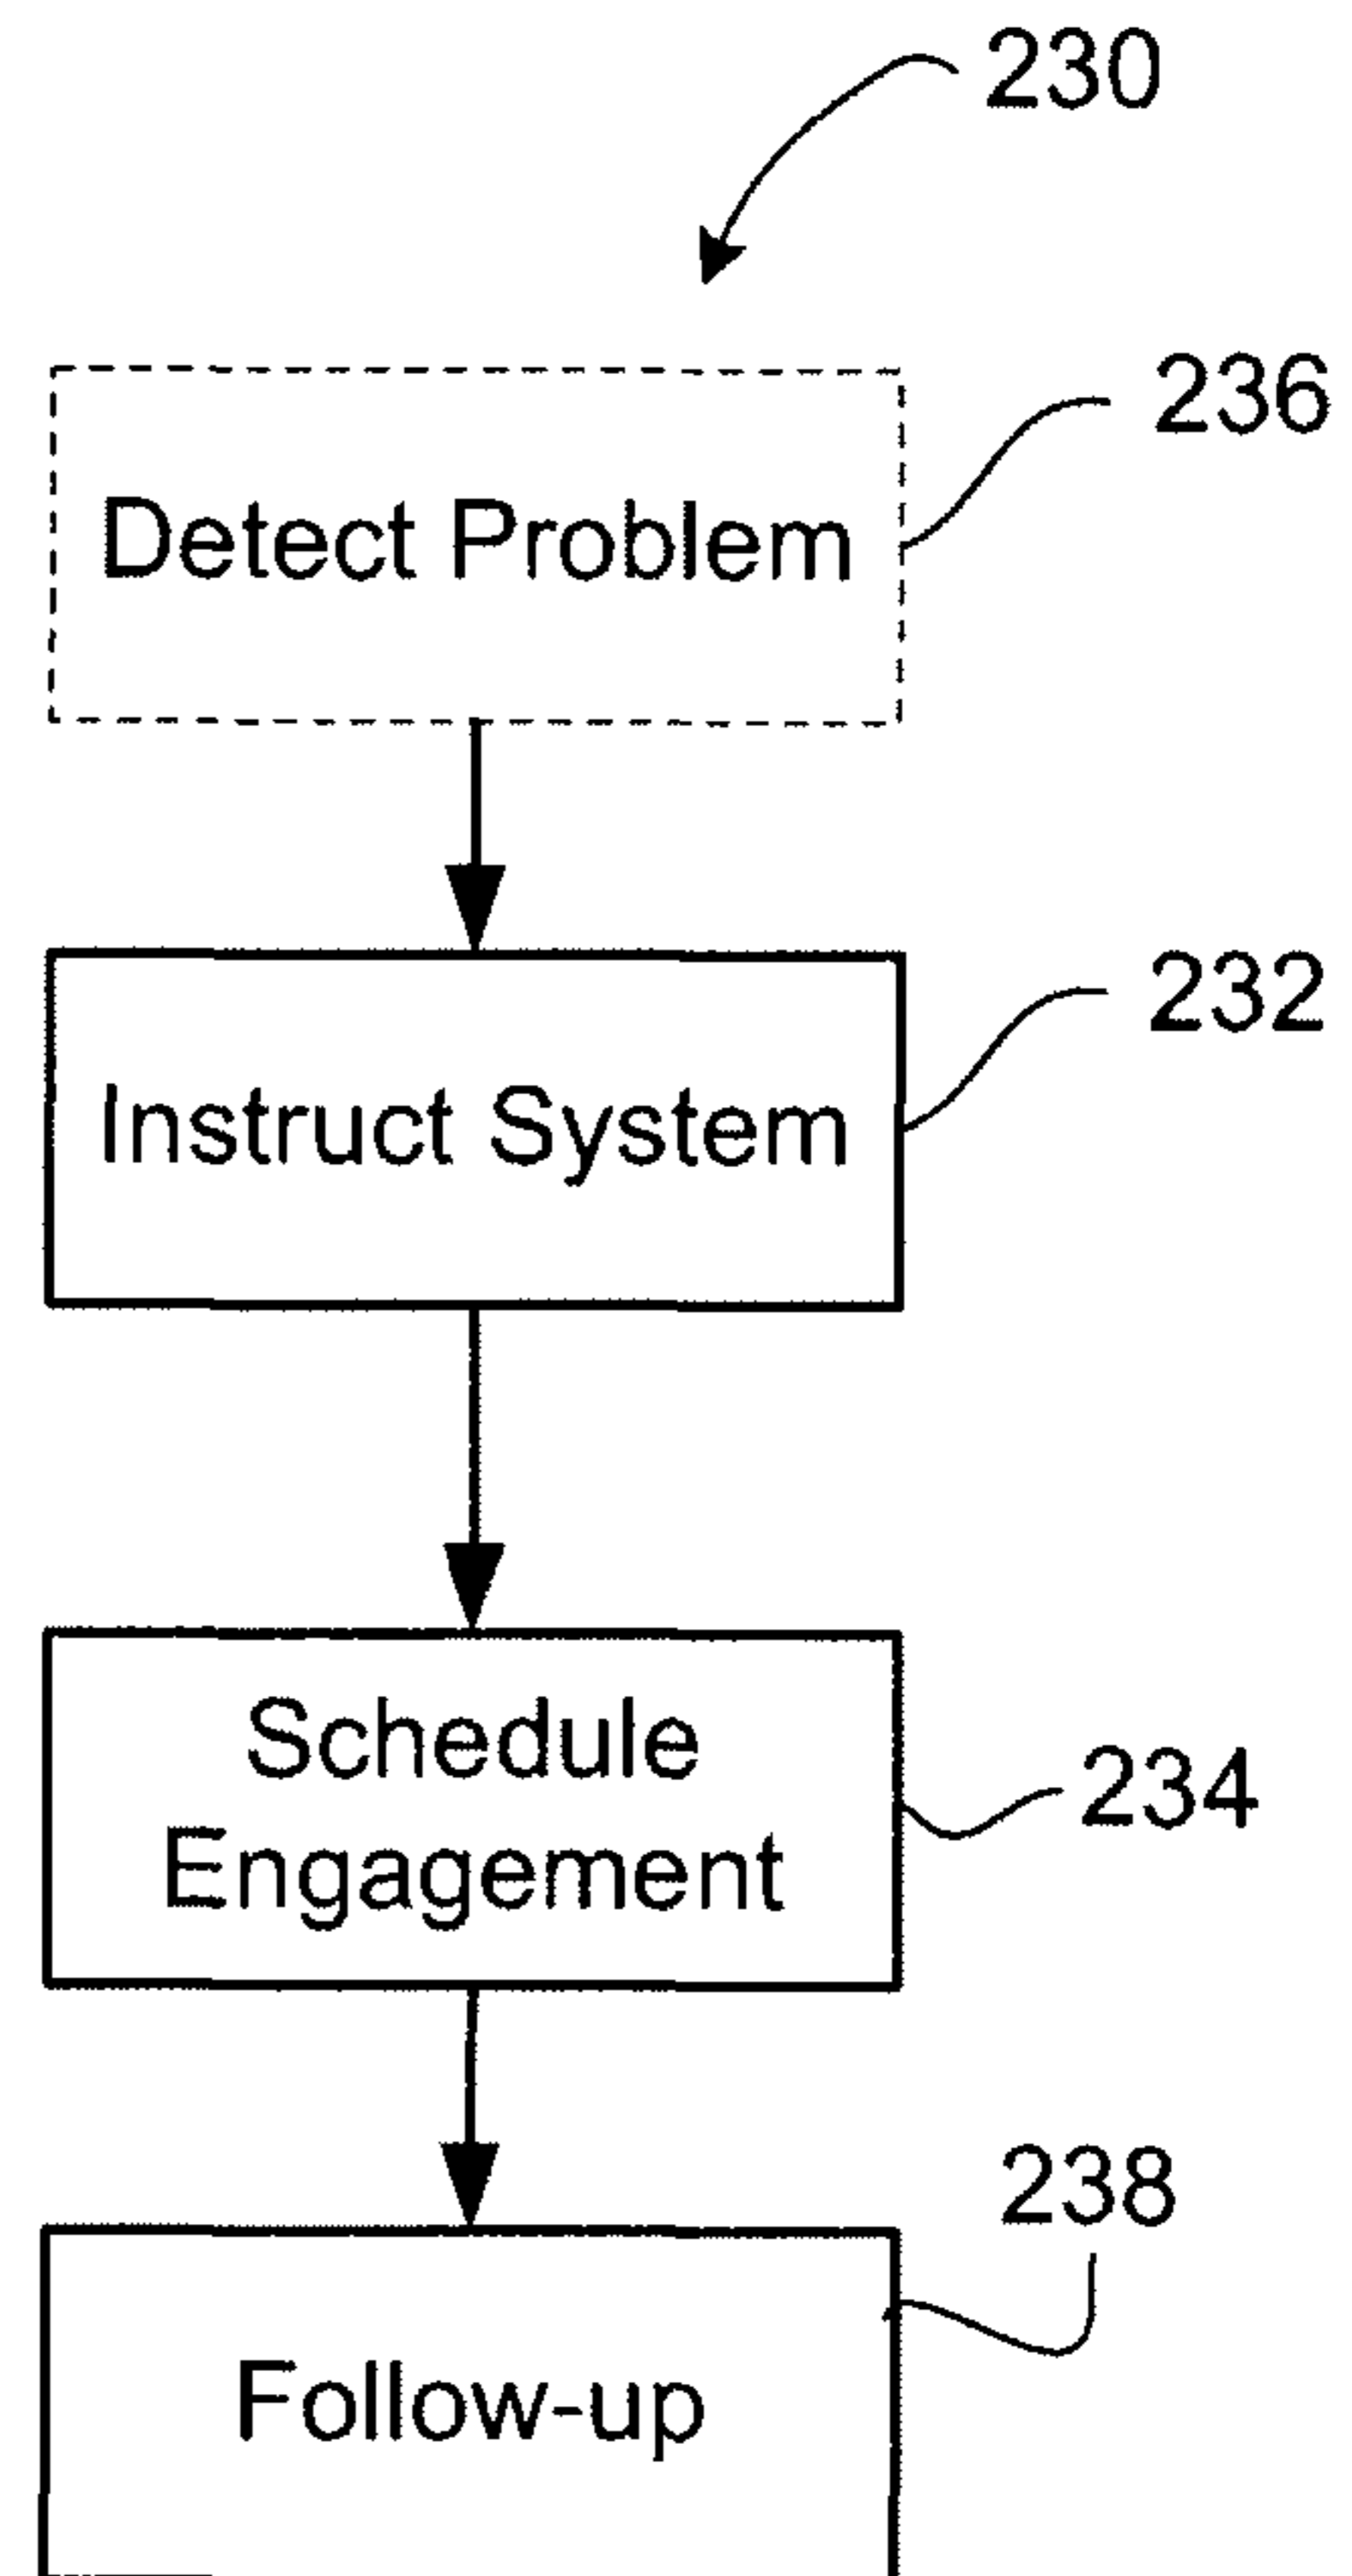 230
236
Detect Problem
232
Instruct System
Schedule
Engagement
234
238
Follow-up